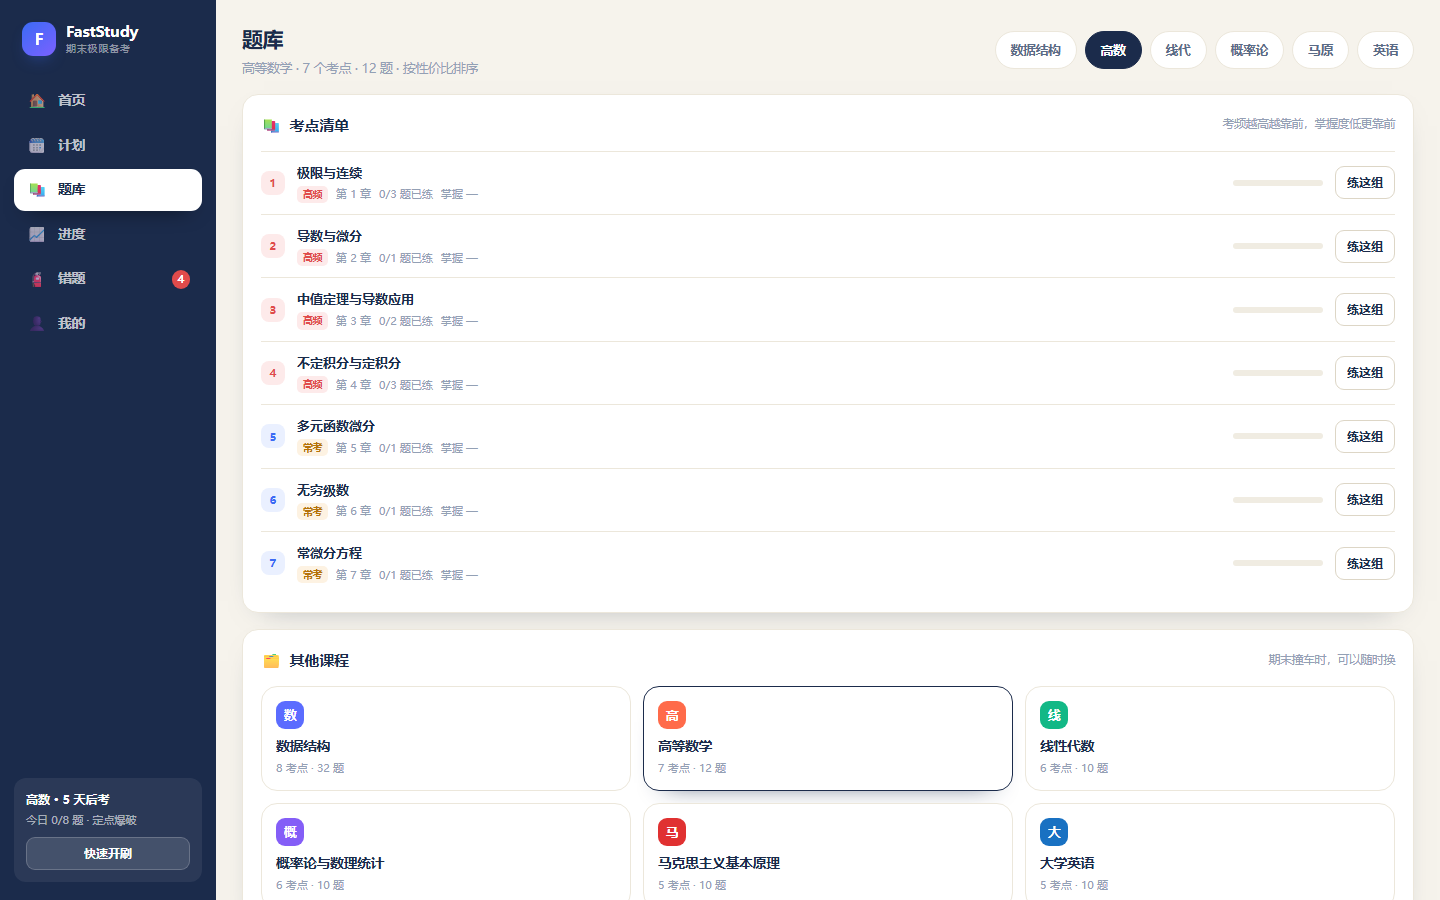 F
FastStudy
期末极限备考
首页
计划
题库
进度
错题
4
我的
高数 • 5 天后考
今日 0/8 题 · 定点爆破
快速开刷
题库
高等数学 · 7 个考点 · 12 题 · 按性价比排序
数据结构
高数
线代
概率论
马原
英语
考点清单
考频越高越靠前，掌握度低更靠前
1
极限与连续
高频 第 1 章 0/3 题已练 掌握 —
练这组
2
导数与微分
高频 第 2 章 0/1 题已练 掌握 —
练这组
3
中值定理与导数应用
高频 第 3 章 0/2 题已练 掌握 —
练这组
4
不定积分与定积分
高频 第 4 章 0/3 题已练 掌握 —
练这组
5
多元函数微分
常考 第 5 章 0/1 题已练 掌握 —
练这组
6
无穷级数
常考 第 6 章 0/1 题已练 掌握 —
练这组
7
常微分方程
常考 第 7 章 0/1 题已练 掌握 —
练这组
其他课程
期末撞车时，可以随时换
数
数据结构
8 考点 · 32 题
高
高等数学
7 考点 · 12 题
线
线性代数
6 考点 · 10 题
概
概率论与数理统计
6 考点 · 10 题
马
马克思主义基本原理
5 考点 · 10 题
大
大学英语
5 考点 · 10 题